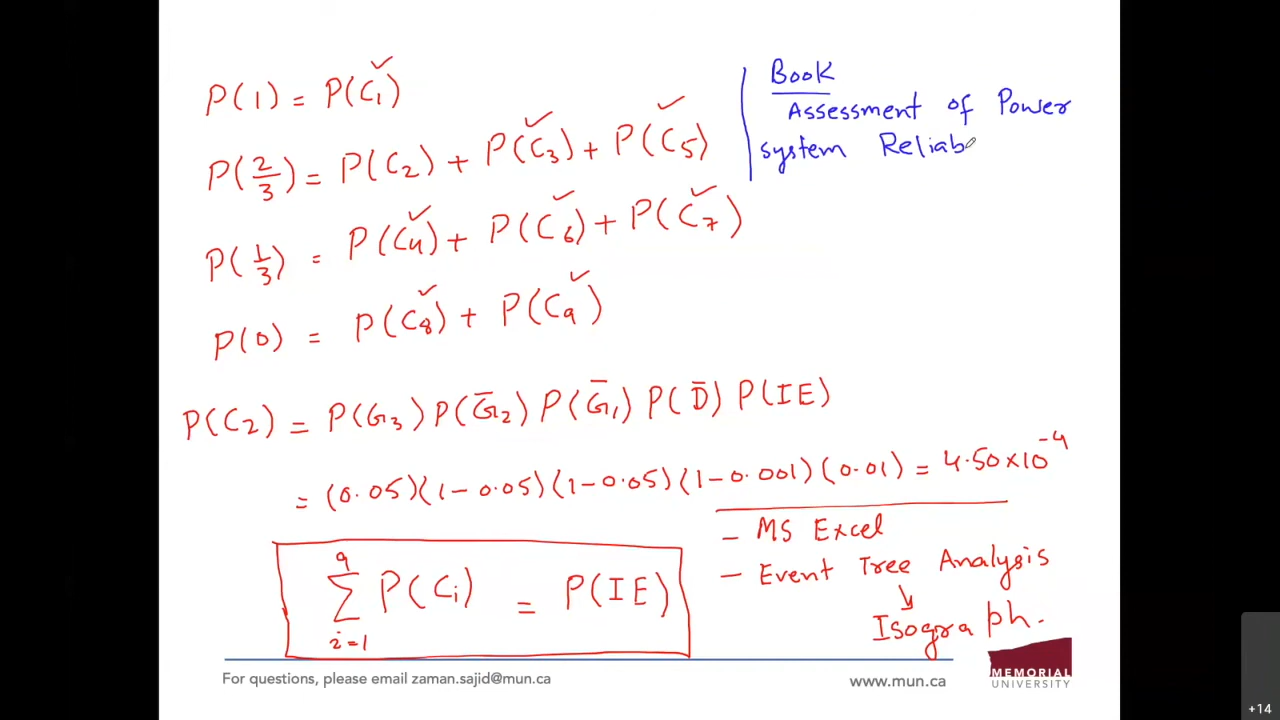 P(1) = P(C₁)
P(2/3) = P(C₂) + P(C₃) + P(C₅)
P(1/3) = P(C₄) + P(C₆) + P(C₇)
P(0) = P(C₈) + P(C₉)
Book
Assessment of Power
system Reliab
P(C₂) = P(G₃) P(G̅₂) P(G̅₁) P(D̅) P(IE)
= (0.05)(1-0.05)(1-0.05)(1-0.001)(0.01) = 4.50×10⁻⁴
9
∑ P(Cᵢ) = P(IE)
i=1
- MS Excel
- Event Tree Analysis
↓
Isograph.
For questions, please email zaman.sajid@mun.ca
www.mun.ca
MEMORIAL
UNIVERSITY
+14